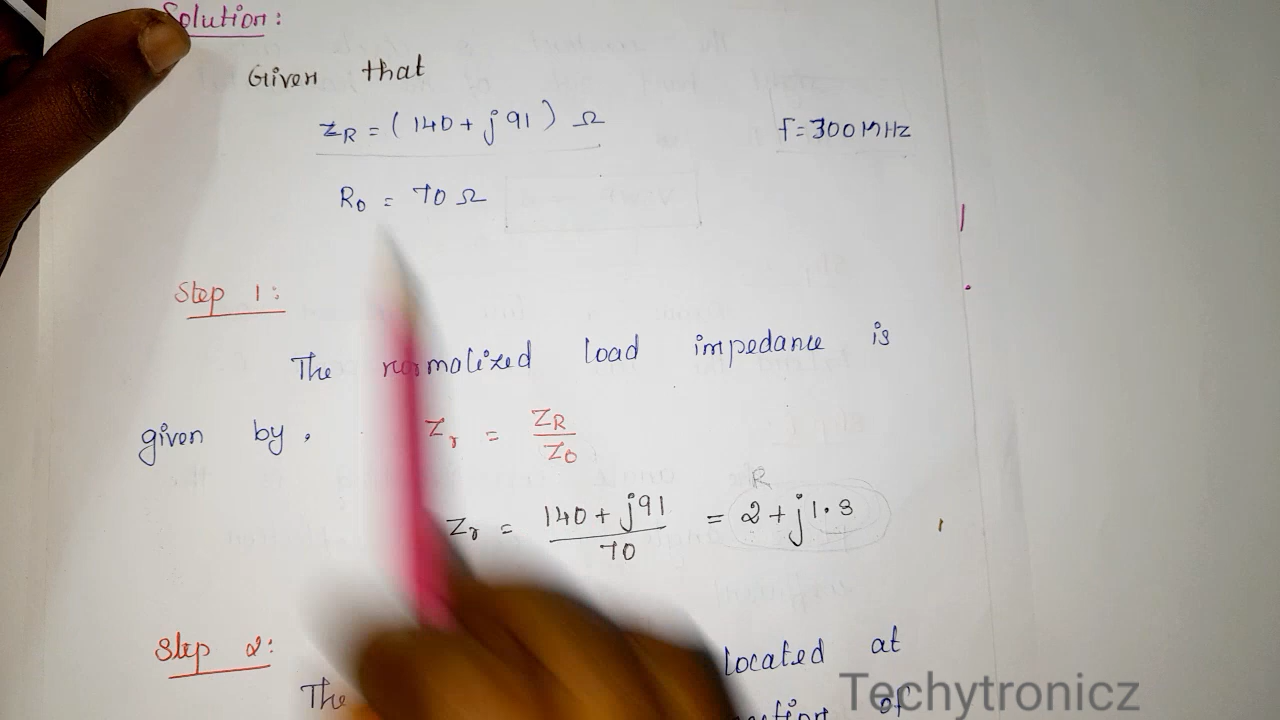 Solution:
Given that
ZR = (140 + j91) Ω f = 300 MHz
R0 = 70 Ω
Step 1:
The normalized load impedance is
given by, Zr = ZR/Z0
R
Zr = 140 + j91/70 = 2 + j1.3
Step 2: located at
The of
Techytronicz